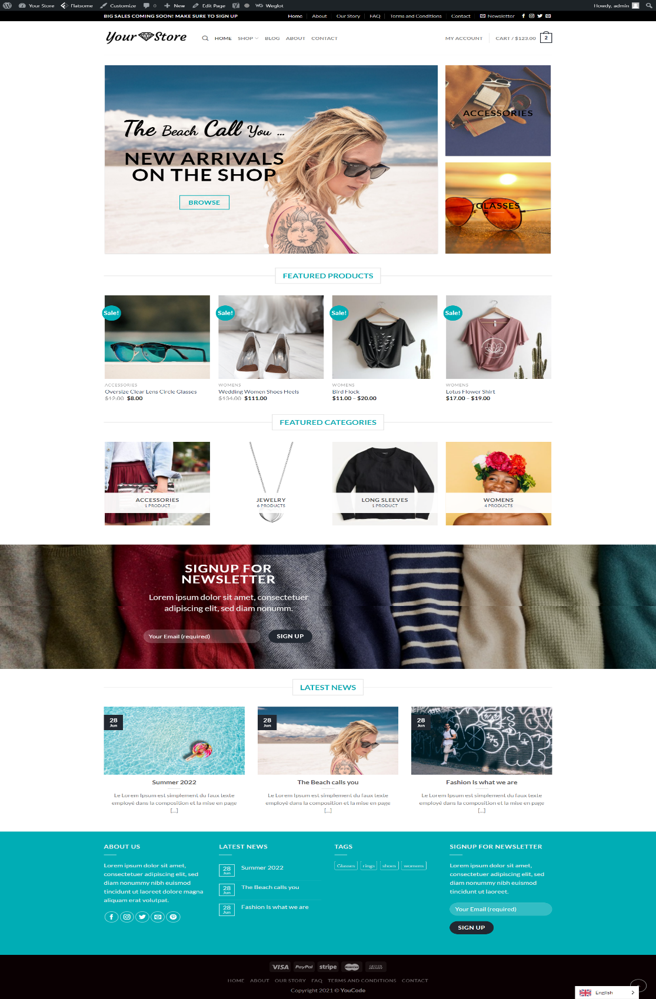 Your Store Flatsome Customize 0 New Edit Page Weglot Howdy, admin
BIG SALES COMING SOON! MAKE SURE TO SIGN UP Home About Our Story FAQ Terms and Conditions Contact Newsletter
Your Store HOME SHOP BLOG ABOUT CONTACT MY ACCOUNT CART / $123.00 2
The Beach Call You ...
NEW ARRIVALS
ON THE SHOP
BROWSE
ACCESSORIES
GLASSES
FEATURED PRODUCTS
Sale! Sale! Sale! Sale!
ACCESSORIES WOMENS WOMENS WOMENS
Oversize Clear Lens Circle Glasses Wedding Women Shoes Heels Bird Flock Lotus Flower Shirt
$12.00 $8.00 $134.00 $111.00 $11.00 – $20.00 $17.00 – $19.00
FEATURED CATEGORIES
ACCESSORIES JEWELRY LONG SLEEVES WOMENS
1 PRODUCT 6 PRODUCTS 1 PRODUCT 4 PRODUCTS
SIGNUP FOR
NEWSLETTER
Lorem ipsum dolor sit amet, consectetuer
adipiscing elit, sed diam nonumm.
Your Email (required) SIGN UP
LATEST NEWS
28 28 28
Jun Jun Jun
Summer 2022 The Beach calls you Fashion Is what we are
Le Lorem Ipsum est simplement du faux texte Le Lorem Ipsum est simplement du faux texte Le Lorem Ipsum est simplement du faux texte
employé dans la composition et la mise en page employé dans la composition et la mise en page employé dans la composition et la mise en page
[...] [...] [...]
ABOUT US
Lorem ipsum dolor sit amet,
consectetuer adipiscing elit, sed
diam nonummy nibh euismod
tincidunt ut laoreet dolore magna
aliquam erat volutpat.
LATEST NEWS
28 Jun Summer 2022
28 Jun The Beach calls you
28 Jun Fashion Is what we are
TAGS
Glasses rings shoes womens
SIGNUP FOR NEWSLETTER
Lorem ipsum dolor sit amet,
consectetuer adipiscing elit, sed
diam nonummy nibh euismod
tincidunt ut laoreet.
Your Email (required)
SIGN UP
VISA PayPal stripe MasterCard CASH ON DELIVERY
HOME ABOUT OUR STORY FAQ TERMS AND CONDITIONS CONTACT
Copyright 2021 © YouCode
English